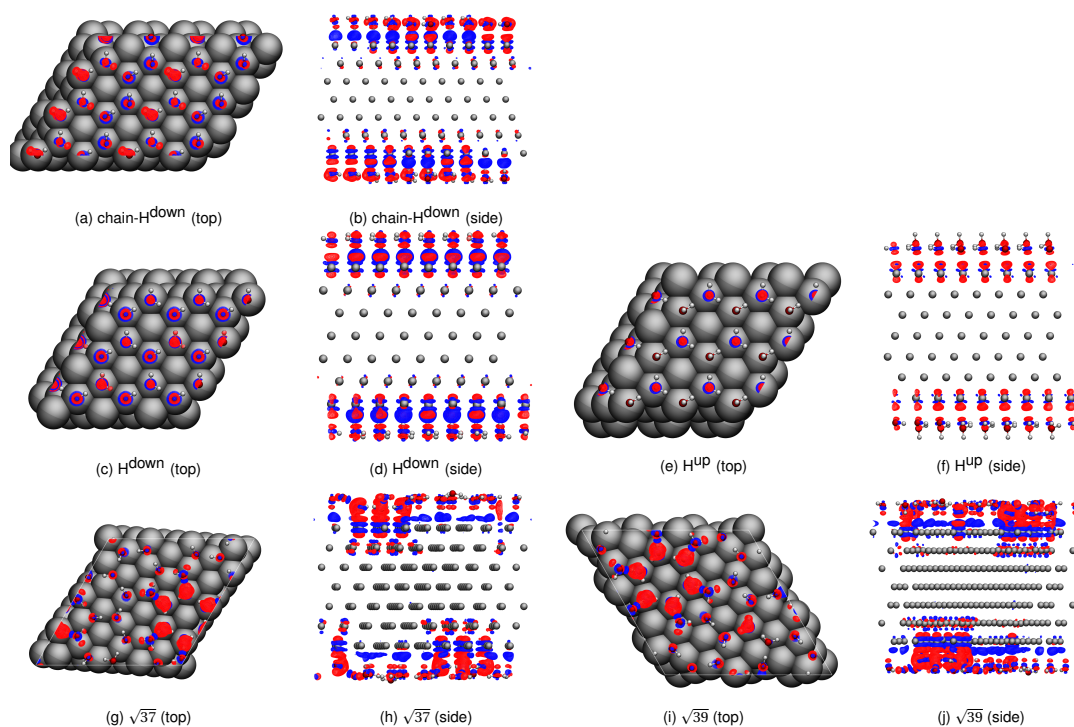 (a) chain-H^down (top)
(b) chain-H^down (side)
(c) H^down (top)
(d) H^down (side)
(e) H^up (top)
(f) H^up (side)
(g) √37 (top)
(h) √37 (side)
(i) √39 (top)
(j) √39 (side)